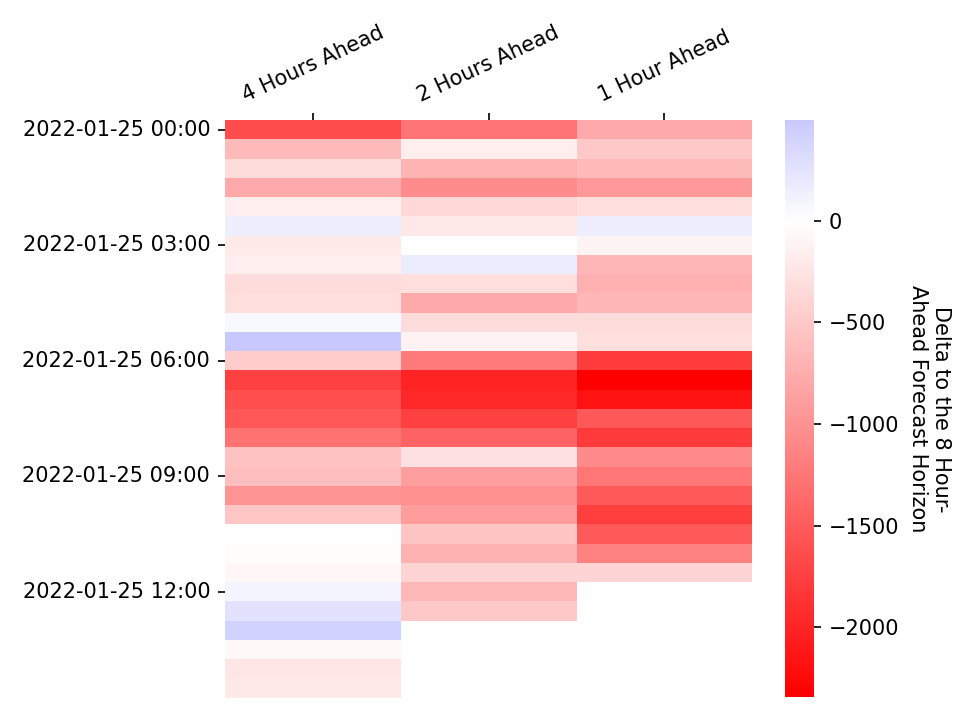 4 Hours Ahead
2 Hours Ahead
1 Hour Ahead
2022-01-25 00:00
2022-01-25 03:00
2022-01-25 06:00
2022-01-25 09:00
2022-01-25 12:00
0
−500
−1000
−1500
−2000
Delta to the 8 Hour-
Ahead Forecast Horizon